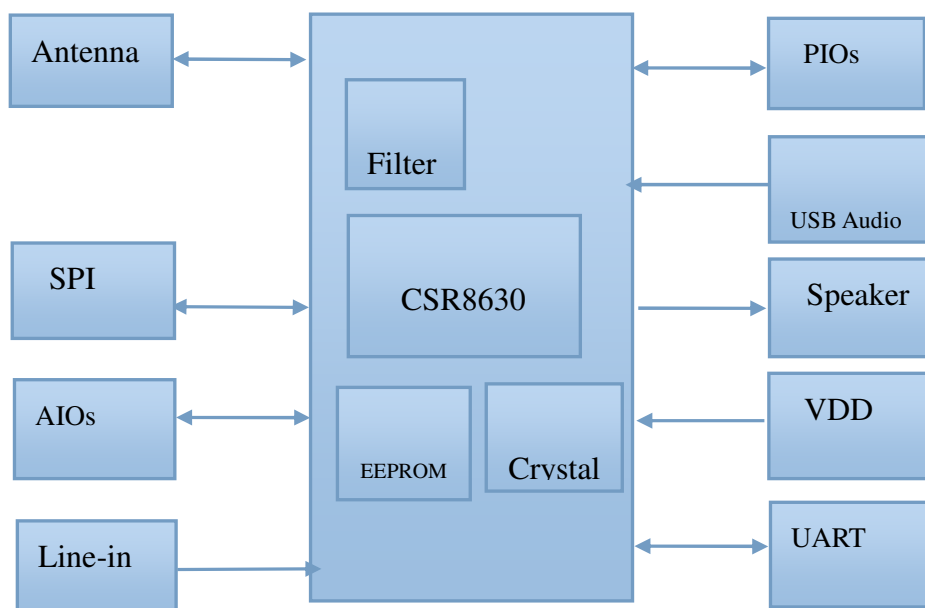 Antenna
PIOs
Filter
USB Audio
SPI
CSR8630
Speaker
AIOs
VDD
EEPROM
Crystal
Line-in
UART